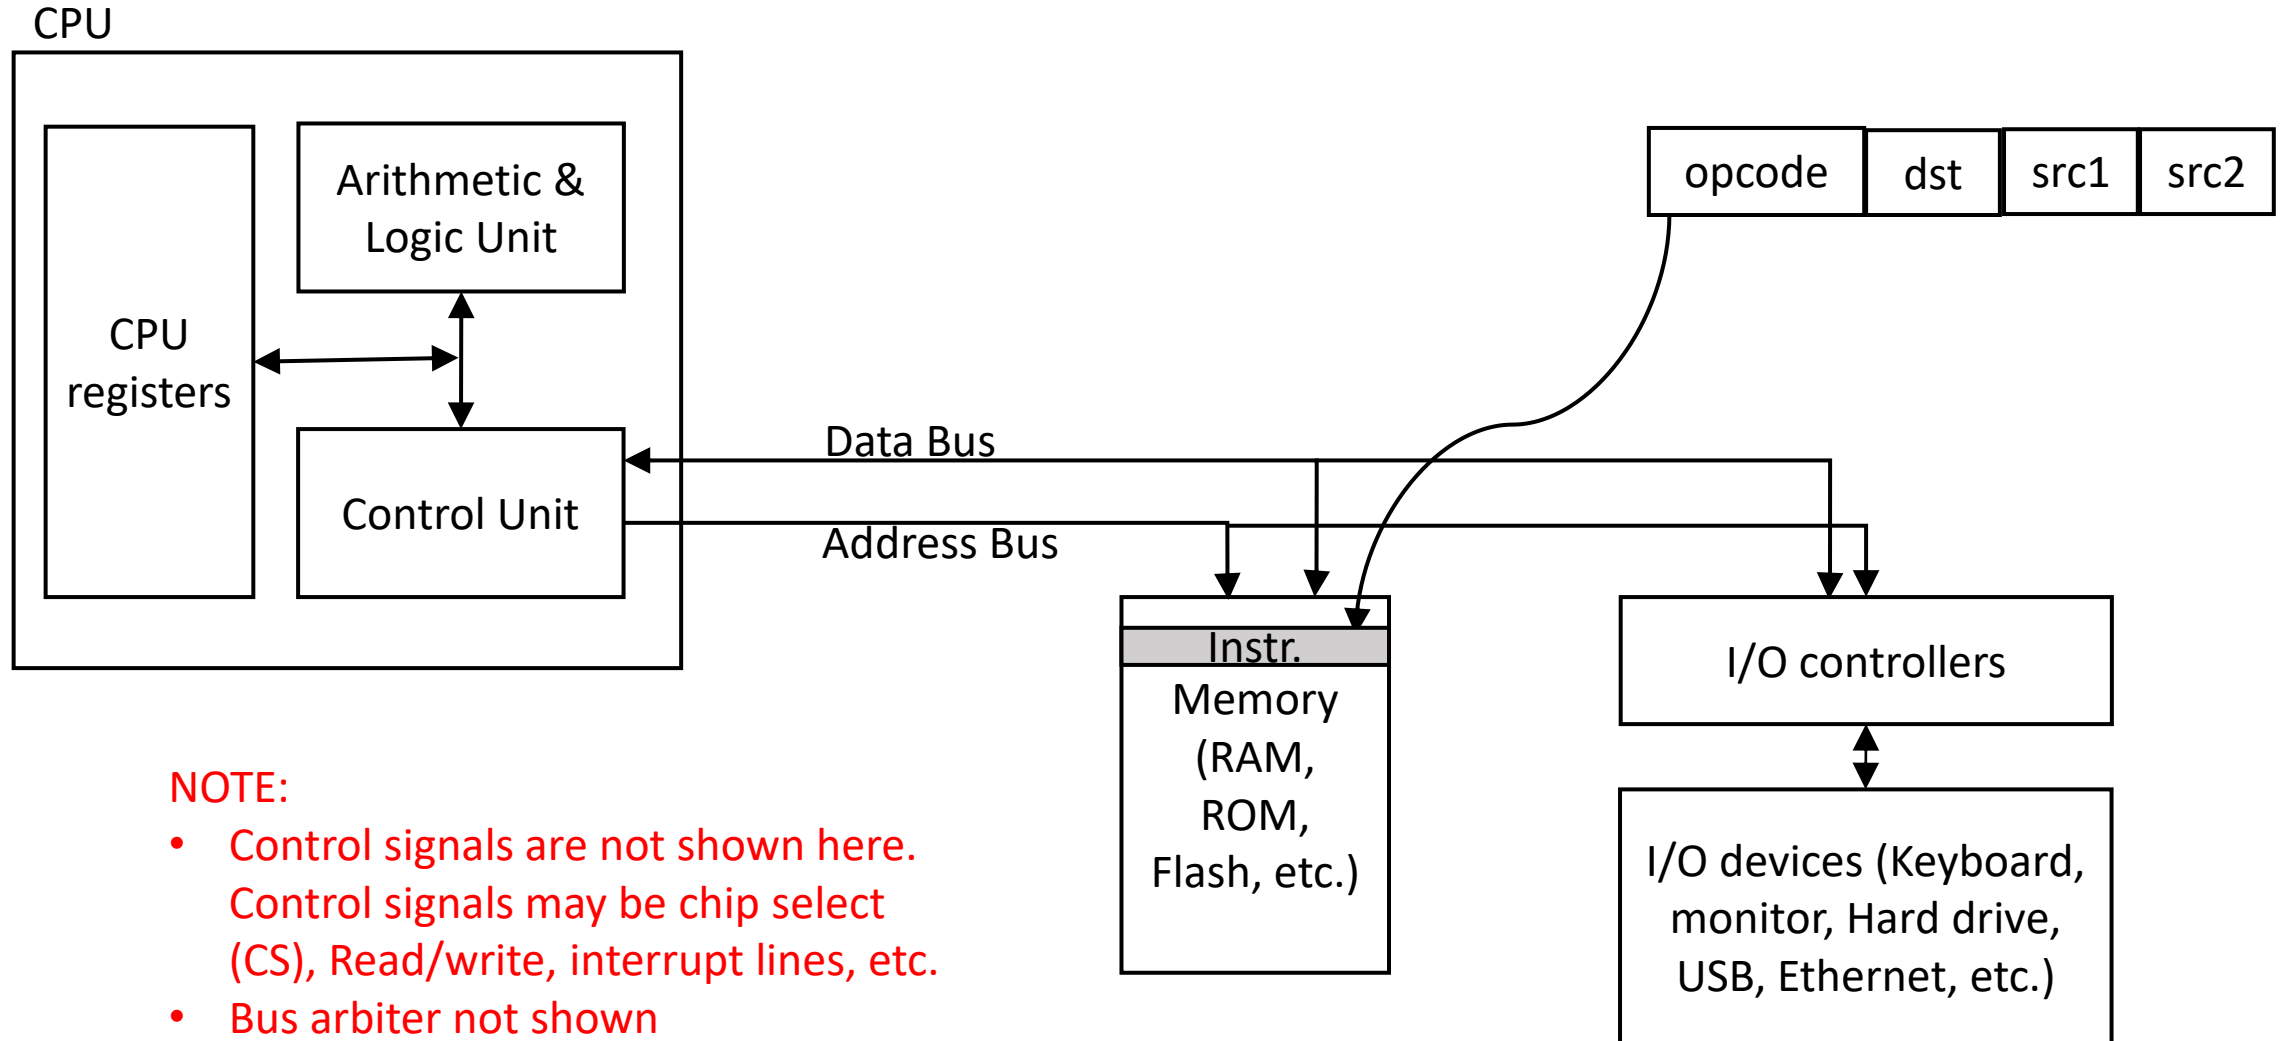 CPU
Arithmetic &
Logic Unit
CPU
registers
Control Unit
Data Bus
Address Bus
opcode
dst
src1
src2
Instr.
Memory
(RAM,
ROM,
Flash, etc.)
I/O controllers
I/O devices (Keyboard,
monitor, Hard drive,
USB, Ethernet, etc.)
NOTE:
• Control signals are not shown here.
Control signals may be chip select
(CS), Read/write, interrupt lines, etc.
• Bus arbiter not shown